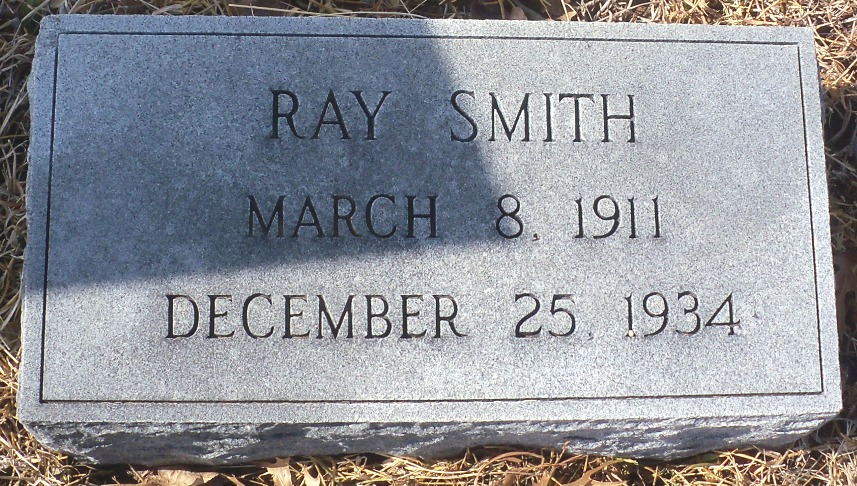 RAY SMITH
MARCH 8, 1911
DECEMBER 25, 1934